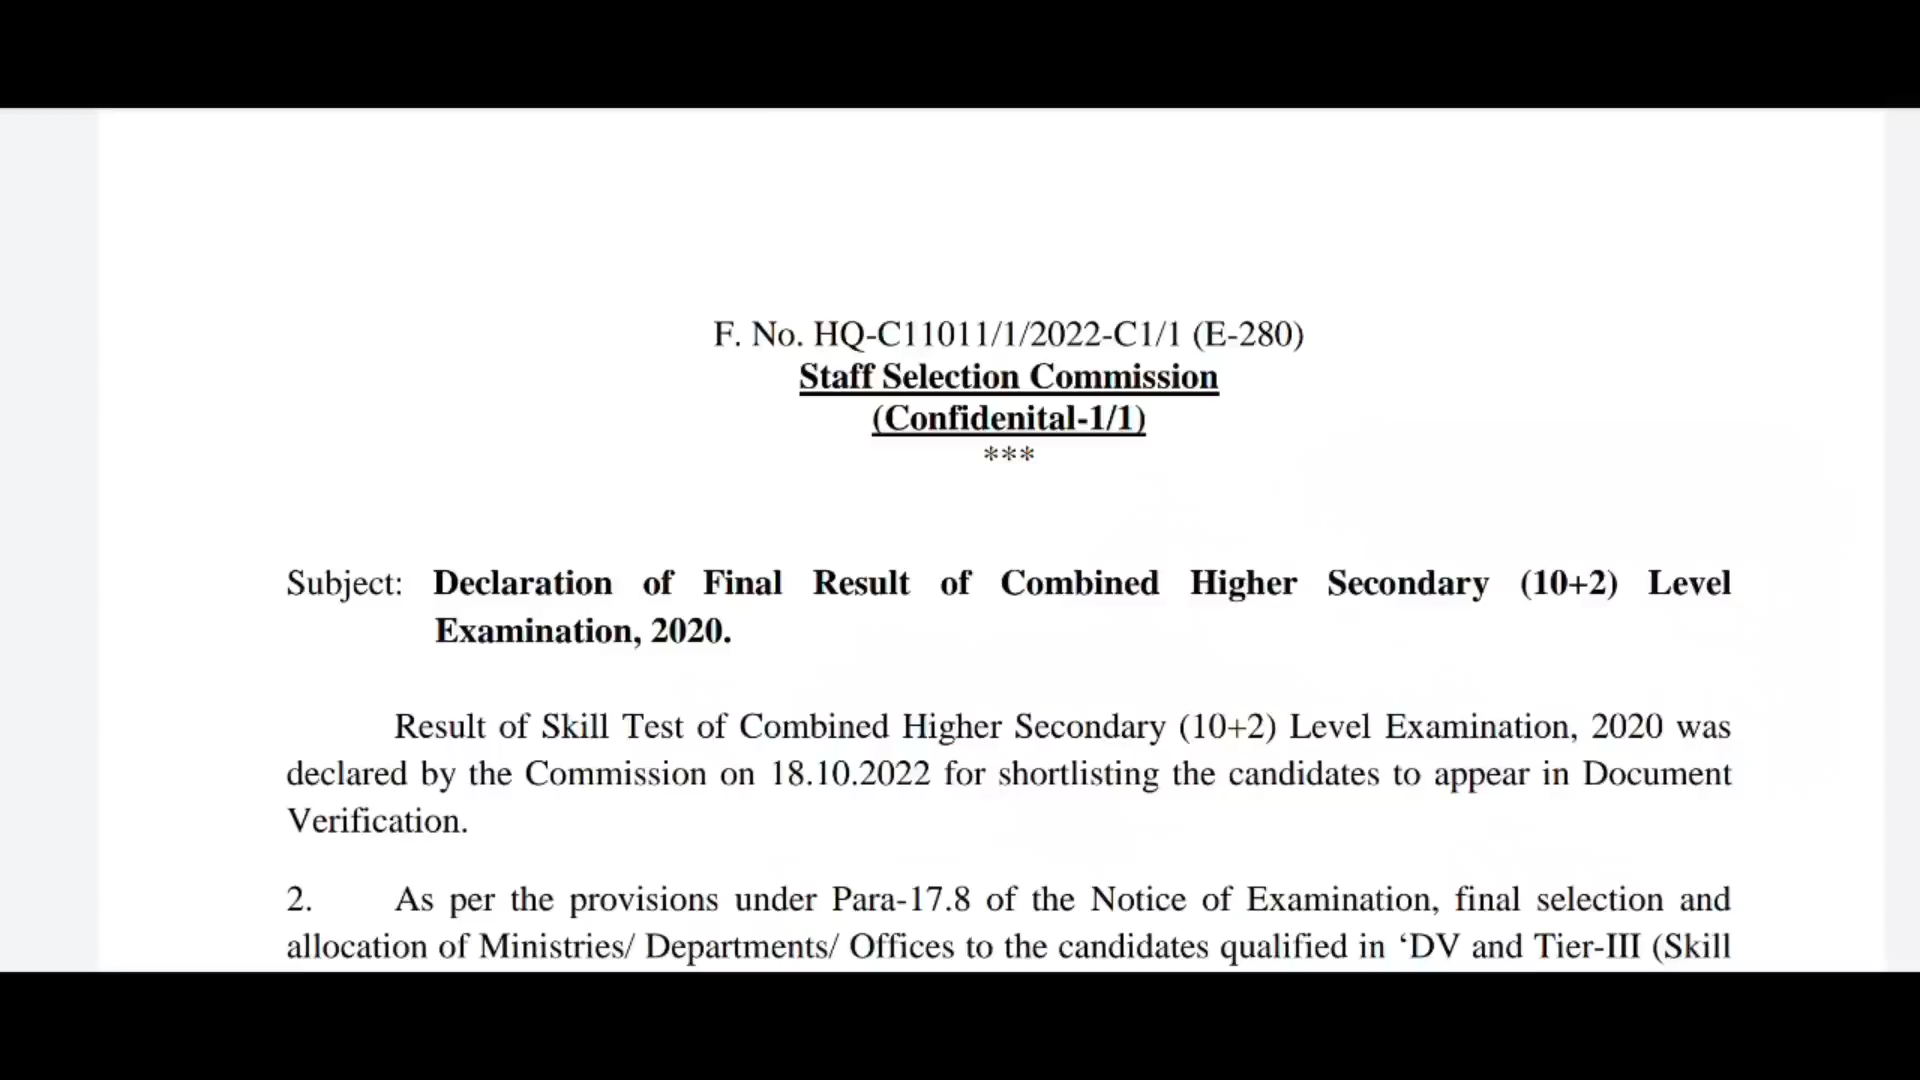 F. No. HQ-C11011/1/2022-C1/1 (E-280)
Staff Selection Commission
(Confidenital-1/1)
***
Subject: Declaration of Final Result of Combined Higher Secondary (10+2) Level
Examination, 2020.
Result of Skill Test of Combined Higher Secondary (10+2) Level Examination, 2020 was
declared by the Commission on 18.10.2022 for shortlisting the candidates to appear in Document
Verification.
2. As per the provisions under Para-17.8 of the Notice of Examination, final selection and
allocation of Ministries/ Departments/ Offices to the candidates qualified in ‘DV and Tier-III (Skill